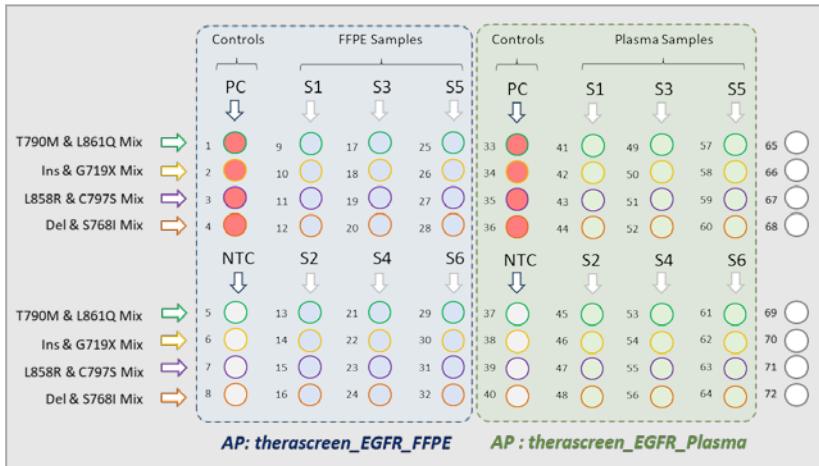 Controls FFPE Samples Controls Plasma Samples
PC S1 S3 S5 PC S1 S3 S5
T790M & L861Q Mix 1 9 17 25 33 41 49 57 65
Ins & G719X Mix 2 10 18 26 34 42 50 58 66
L858R & C797S Mix 3 11 19 27 35 43 51 59 67
Del & S768I Mix 4 12 20 28 36 44 52 60 68
NTC S2 S4 S6 NTC S2 S4 S6
T790M & L861Q Mix 5 13 21 29 37 45 53 61 69
Ins & G719X Mix 6 14 22 30 38 46 54 62 70
L858R & C797S Mix 7 15 23 31 39 47 55 63 71
Del & S768I Mix 8 16 24 32 40 48 56 64 72
AP: therascreen_EGFR_FFPE AP : therascreen_EGFR_Plasma